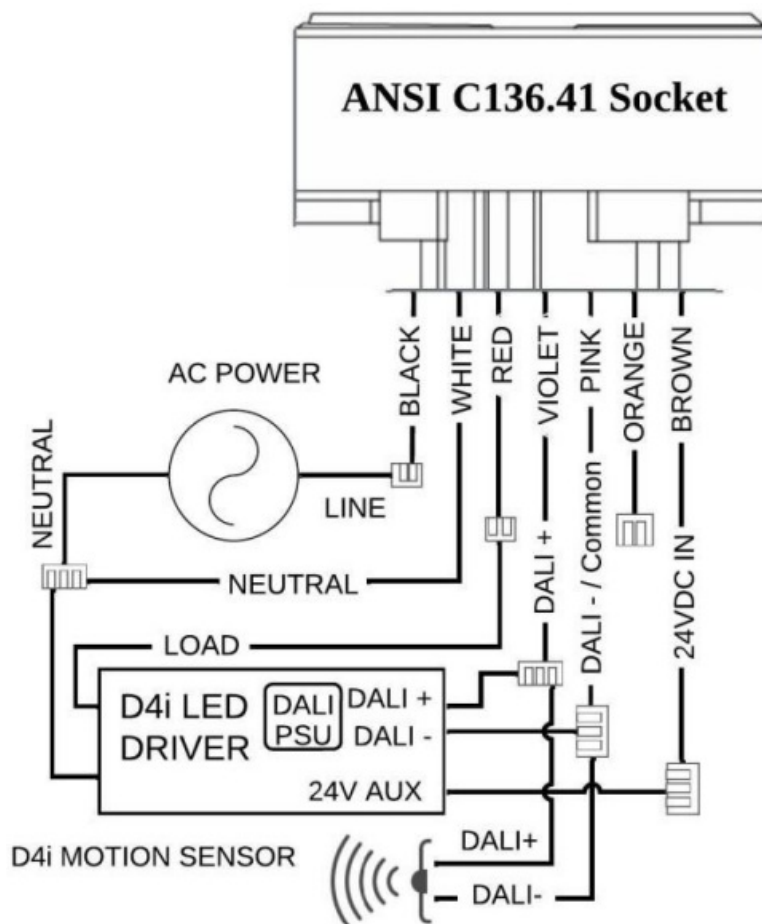 ANSI C136.41 Socket
BLACK
WHITE
RED
VIOLET
PINK
ORANGE
BROWN
AC POWER
NEUTRAL
LINE
NEUTRAL
DALI +
DALI - / Common
24VDC IN
LOAD
D4i LED
DRIVER
DALI
PSU
DALI +
DALI -
24V AUX
D4i MOTION SENSOR
DALI+
DALI-